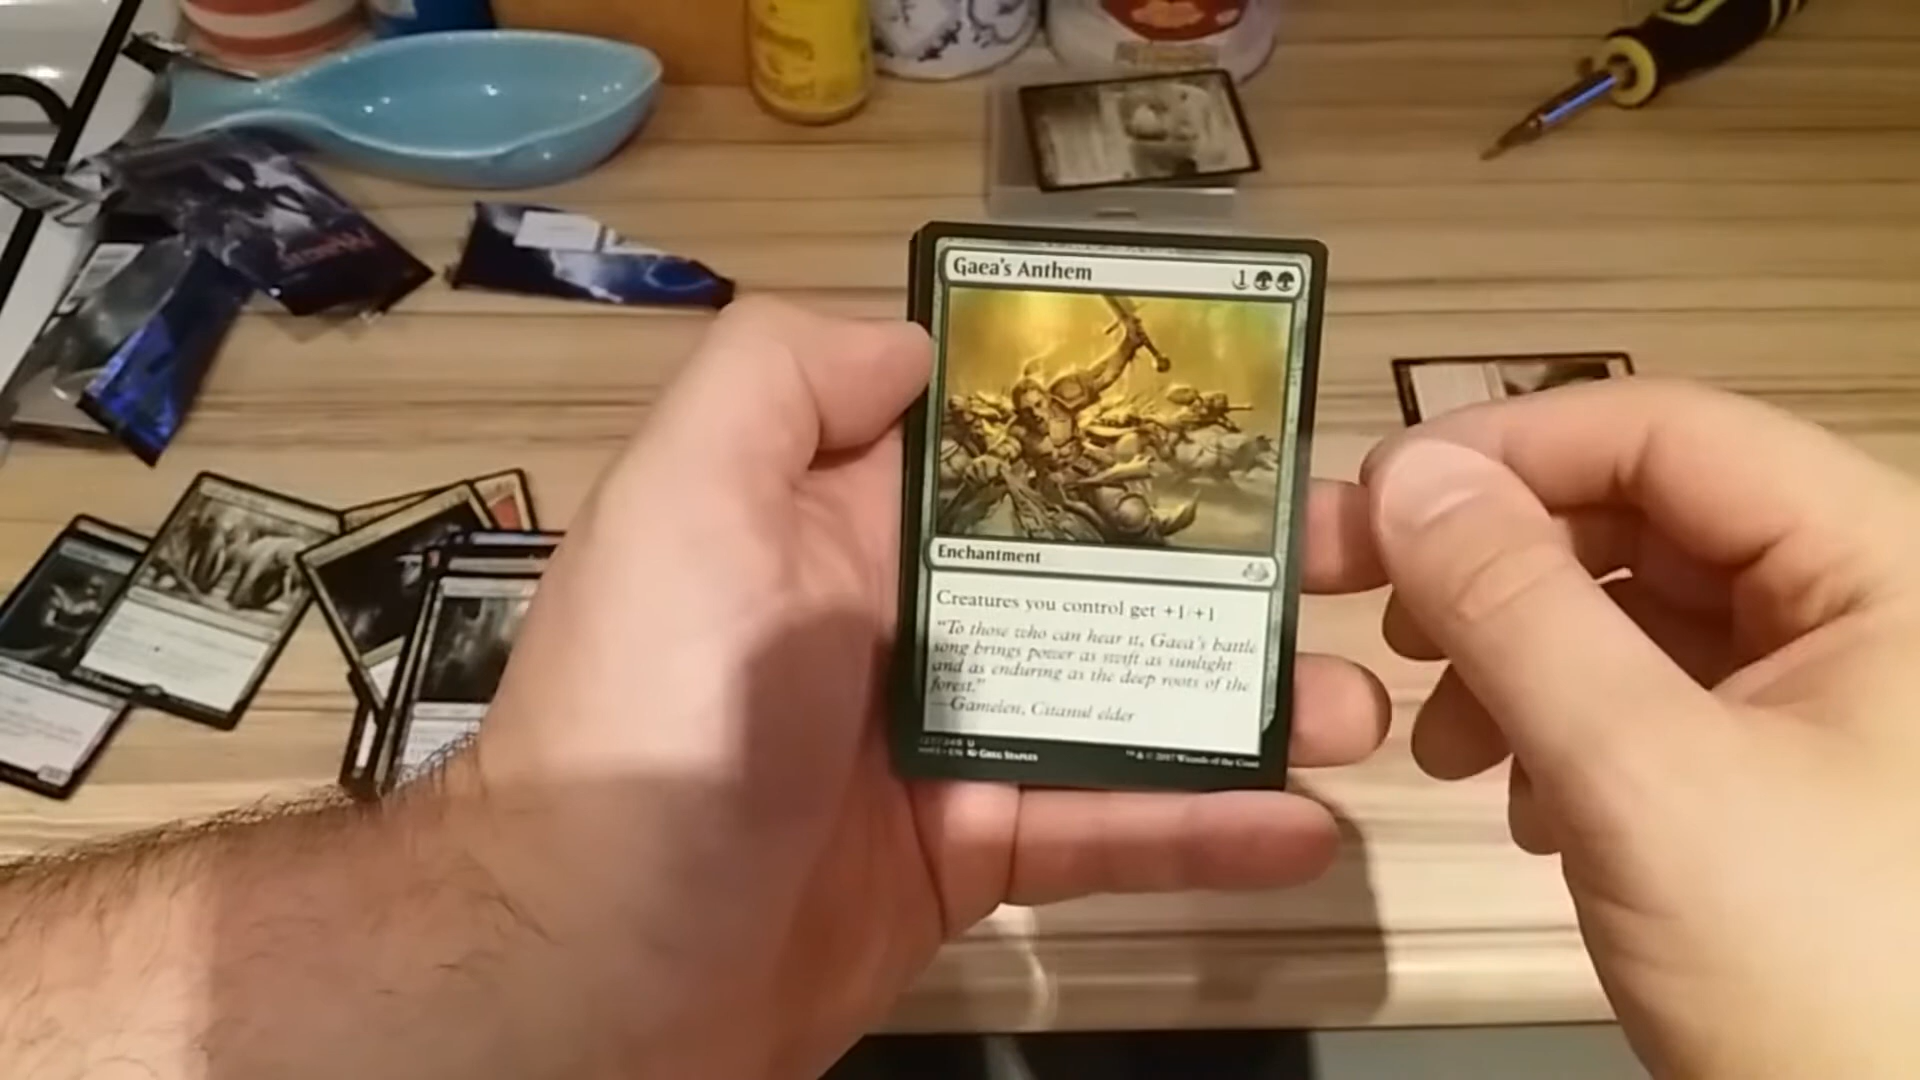 Gaea's Anthem 1
Enchantment
Creatures you control get +1/+1
"To those who can hear it, Gaea's battle
song brings power as swift as sunlight
and as enduring as the deep roots of the
forest."
—Gamelen, Citanul elder
U
EN Greg Staples ™ & © 2017 Wizards of the Coast